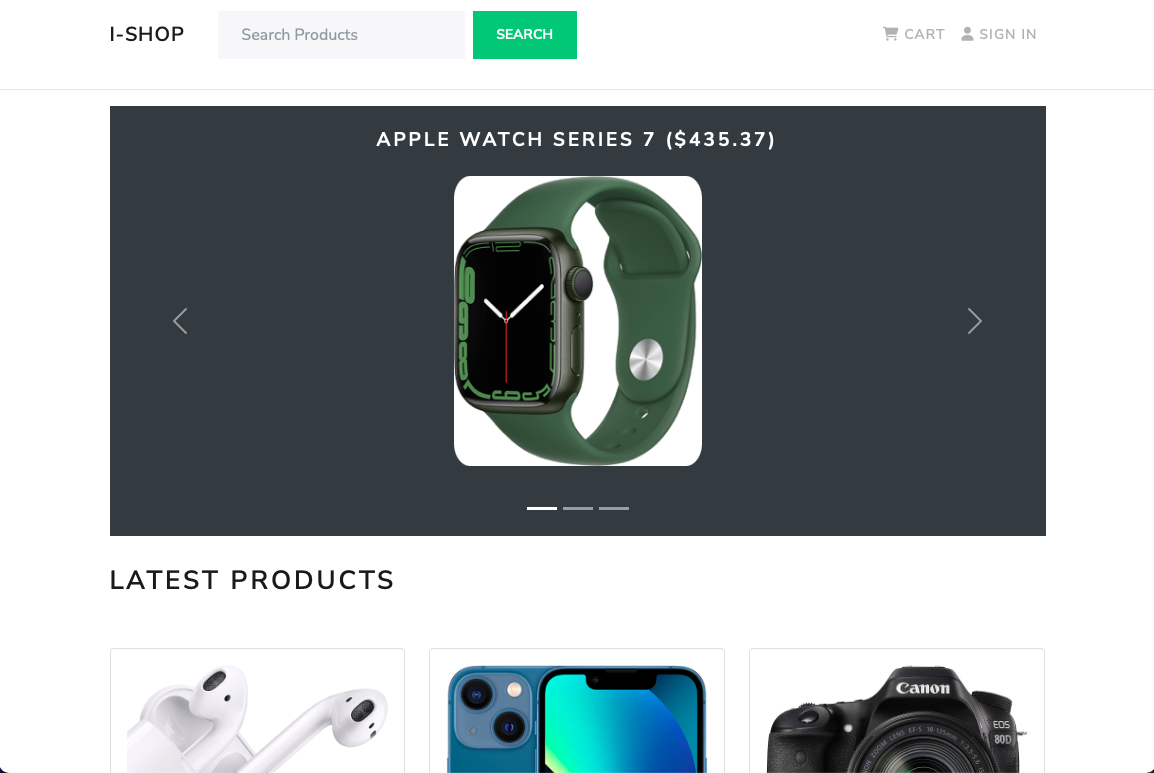 I-SHOP
Search Products
SEARCH
CART
SIGN IN
APPLE WATCH SERIES 7 ($435.37)
LATEST PRODUCTS
Canon
EOS
80D